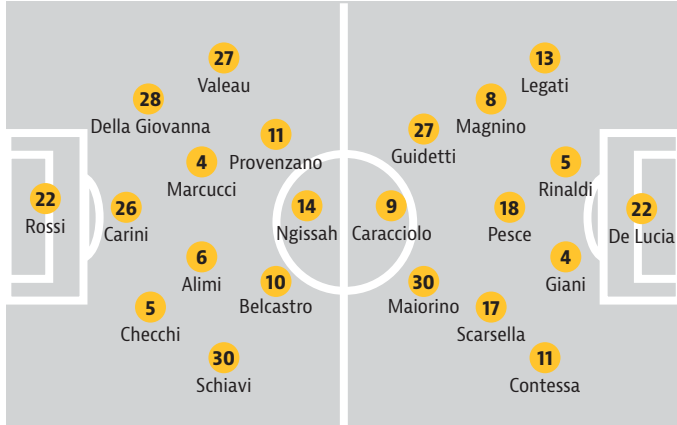 27
Valeau
28
Della Giovanna
11
Provenzano
4
Marcucci
22
Rossi
26
Carini
14
Ngissah
6
Alimi
10
Belcastro
5
Checchi
30
Schiavi
13
Legati
8
Magnino
27
Guidetti
5
Rinaldi
9
Caracciolo
18
Pesce
22
De Lucia
4
Giani
30
Maiorino
17
Scarsella
11
Contessa